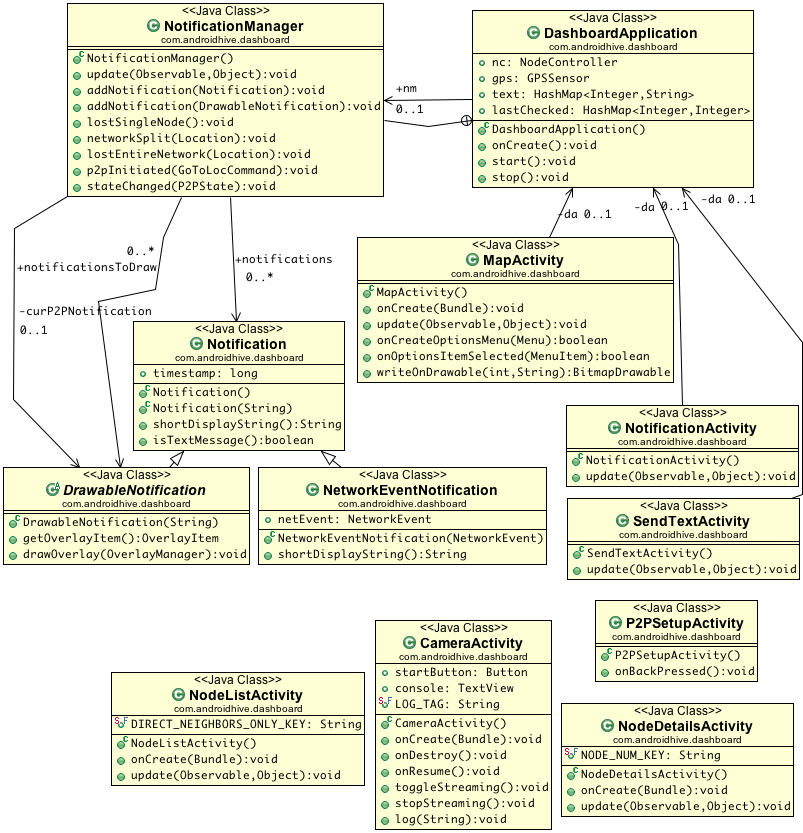 <<Java Class>>
NotificationManager
com.androidhive.dashboard
NotificationManager()
update(Observable,Object):void
addNotification(Notification):void
addNotification(DrawableNotification):void
lostSingleNode():void
networkSplit(Location):void
lostEntireNetwork(Location):void
p2pInitiated(GoToLocCommand):void
stateChanged(P2PState):void
+nm
0..1
<<Java Class>>
DashboardApplication
com.androidhive.dashboard
nc: NodeController
gps: GPSSensor
text: HashMap<Integer,String>
lastChecked: HashMap<Integer,Integer>
DashboardApplication()
onCreate():void
start():void
stop():void
-da 0..1
-da 0..1
-da 0..1
0..*
+notificationsToDraw
-curP2PNotification
0..1
+notifications
0..*
<<Java Class>>
MapActivity
com.androidhive.dashboard
MapActivity()
onCreate(Bundle):void
update(Observable,Object):void
onCreateOptionsMenu(Menu):boolean
onOptionsItemSelected(MenuItem):boolean
writeOnDrawable(int,String):BitmapDrawable
<<Java Class>>
Notification
com.androidhive.dashboard
timestamp: long
Notification()
Notification(String)
shortDisplayString():String
isTextMessage():boolean
<<Java Class>>
NotificationActivity
com.androidhive.dashboard
NotificationActivity()
update(Observable,Object):void
<<Java Class>>
DrawableNotification
com.androidhive.dashboard
DrawableNotification(String)
getOverlayItem():OverlayItem
drawOverlay(OverlayManager):void
<<Java Class>>
NetworkEventNotification
com.androidhive.dashboard
netEvent: NetworkEvent
NetworkEventNotification(NetworkEvent)
shortDisplayString():String
<<Java Class>>
SendTextActivity
com.androidhive.dashboard
SendTextActivity()
update(Observable,Object):void
<<Java Class>>
P2PSetupActivity
com.androidhive.dashboard
P2PSetupActivity()
onBackPressed():void
<<Java Class>>
CameraActivity
com.androidhive.dashboard
startButton: Button
console: TextView
LOG_TAG: String
CameraActivity()
onCreate(Bundle):void
onDestroy():void
onResume():void
toggleStreaming():void
stopStreaming():void
log(String):void
<<Java Class>>
NodeListActivity
com.androidhive.dashboard
DIRECT_NEIGHBORS_ONLY_KEY: String
NodeListActivity()
onCreate(Bundle):void
update(Observable,Object):void
<<Java Class>>
NodeDetailsActivity
com.androidhive.dashboard
NODE_NUM_KEY: String
NodeDetailsActivity()
onCreate(Bundle):void
update(Observable,Object):void